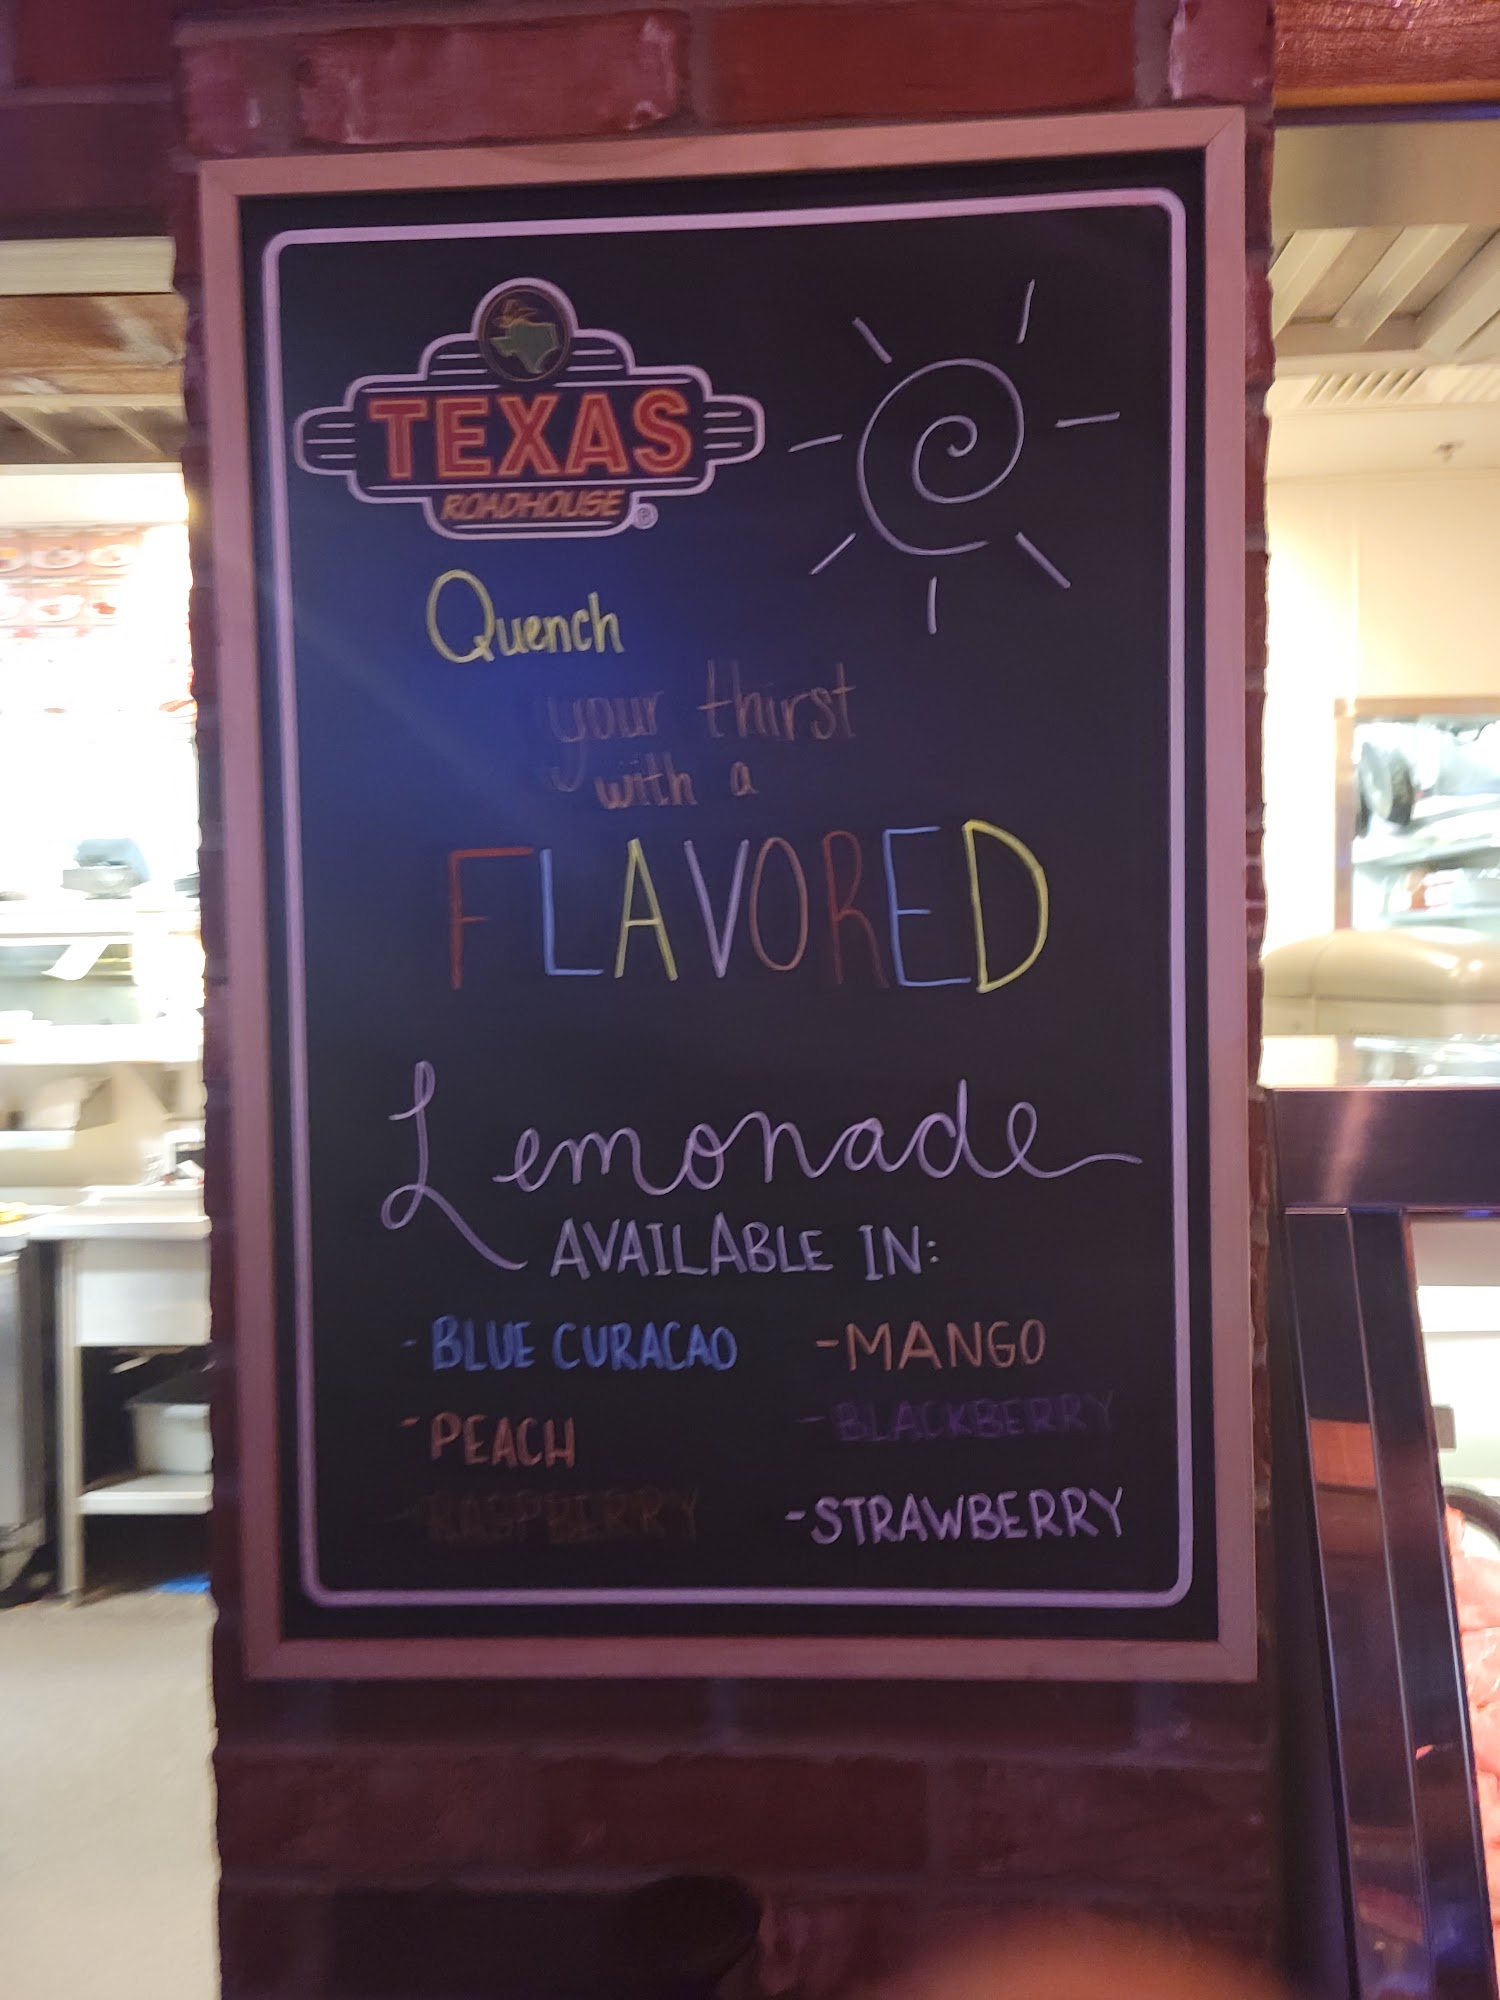 TEXAS
ROADHOUSE®
Quench
your thirst
with a
FLAVORED
Lemonade
AVAILABLE IN:
- BLUE CURACAO
- MANGO
- PEACH
- BLACKBERRY
- RASPBERRY
- STRAWBERRY